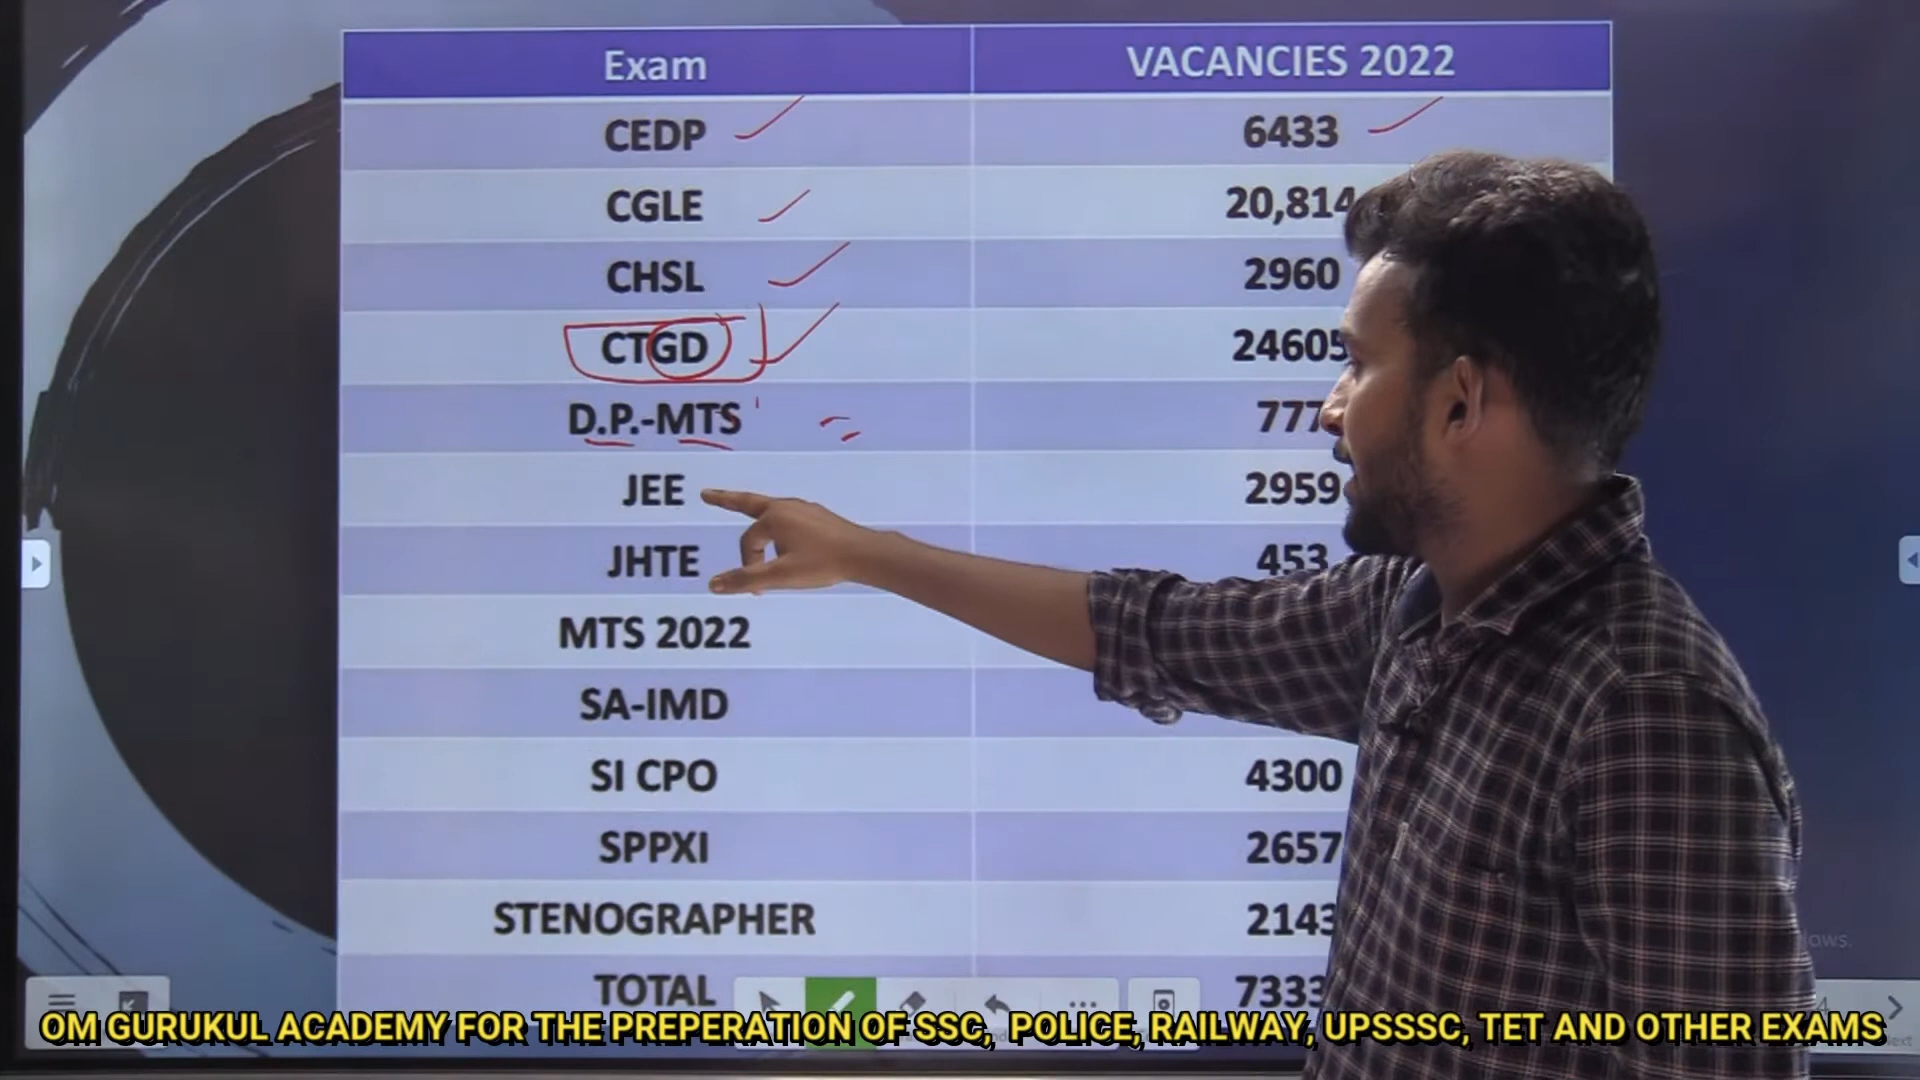 Exam VACANCIES 2022
CEDP 6433
CGLE 20,814
CHSL 2960
CTGD 24605
D.P.-MTS 777
JEE 2959
JHTE 453
MTS 2022
SA-IMD
SI CPO 4300
SPPXI 2657
STENOGRAPHER 2143
TOTAL 7333
OM GURUKUL ACADEMY FOR THE PREPERATION OF SSC, POLICE, RAILWAY, UPSSSC, TET AND OTHER EXAMS